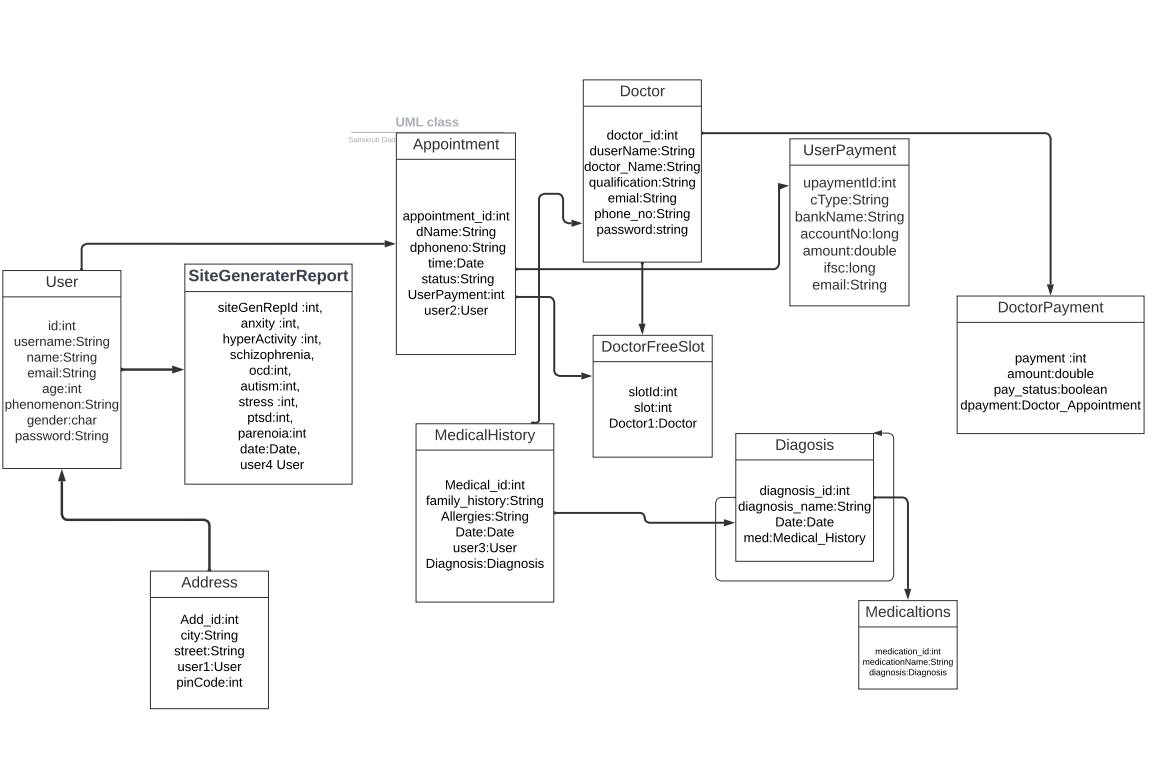 UML class
Sanskruti Dad
Doctor
doctor_id:int
duserName:String
doctor_Name:String
qualification:String
emial:String
phone_no:String
password:string
Appointment
appointment_id:int
dName:String
dphoneno:String
time:Date
status:String
UserPayment:int
user2:User
UserPayment
upaymentId:int
cType:String
bankName:String
accountNo:long
amount:double
ifsc:long
email:String
User
id:int
username:String
name:String
email:String
age:int
phenomenon:String
gender:char
password:String
SiteGeneraterReport
siteGenRepId :int,
anxity :int,
hyperActivity :int,
schizophrenia,
ocd:int,
autism:int,
stress :int,
ptsd:int,
parenoia:int
date:Date,
user4 User
DoctorPayment
payment :int
amount:double
pay_status:boolean
dpayment:Doctor_Appointment
DoctorFreeSlot
slotId:int
slot:int
Doctor1:Doctor
MedicalHistory
Medical_id:int
family_history:String
Allergies:String
Date:Date
user3:User
Diagnosis:Diagnosis
Diagosis
diagnosis_id:int
diagnosis_name:String
Date:Date
med:Medical_History
Address
Add_id:int
city:String
street:String
user1:User
pinCode:int
Medicaltions
medication_id:int
medicationName:String
diagnosis:Diagnosis